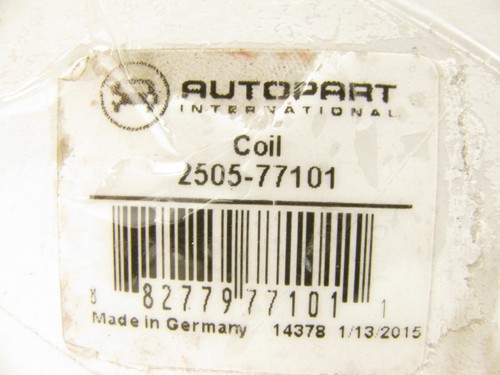 AUTOPART
INTERNATIONAL
Coil
2505-77101
8 82779 77101 1
Made in Germany 14378 1/13/2015